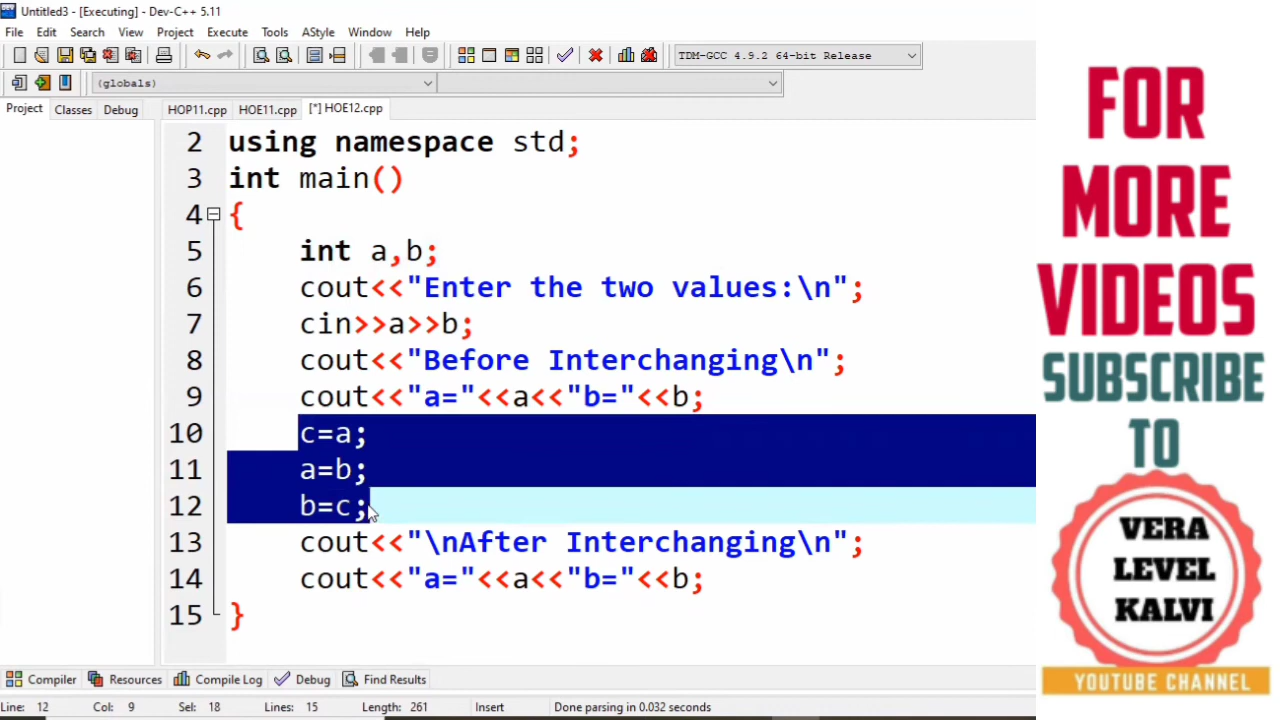 Untitled3 - [Executing] - Dev-C++ 5.11
File Edit Search View Project Execute Tools AStyle Window Help
TDM-GCC 4.9.2 64-bit Release
(globals)
Project Classes Debug HOP11.cpp HOE11.cpp [*] HOE12.cpp
2 using namespace std;
3 int main()
4 {
5 int a,b;
6 cout<<"Enter the two values:\n";
7 cin>>a>>b;
8 cout<<"Before Interchanging\n";
9 cout<<"a="<<a<<"b="<<b;
10 c=a;
11 a=b;
12 b=c;
13 cout<<"\nAfter Interchanging\n";
14 cout<<"a="<<a<<"b="<<b;
15 }
Compiler Resources Compile Log Debug Find Results
Line: 12 Col: 9 Sel: 18 Lines: 15 Length: 261 Insert Done parsing in 0.032 seconds
FOR
MORE
VIDEOS
SUBSCRIBE
TO
VERA
LEVEL
KALVI
YOUTUBE CHANNEL